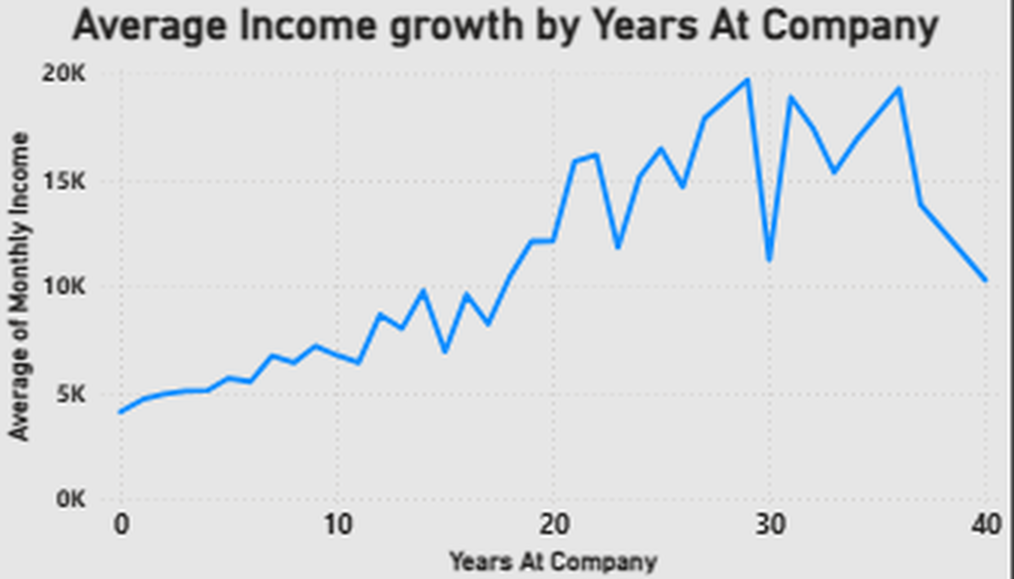 Average Income growth by Years At Company
Average of Monthly Income
20K
15K
10K
5K
0K
0 10 20 30 40
Years At Company